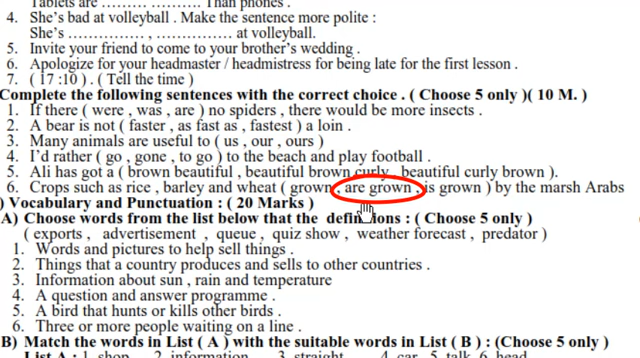 Tablets are ……… ………. Than phones .
4. She's bad at volleyball . Make the sentence more polite :
She's …………… , …………… at volleyball.
5. Invite your friend to come to your brother's wedding .
6. Apologize for your headmaster / headmistress for being late for the first lesson .
7. ( 17 :10 ) . ( Tell the time )
Complete the following sentences with the correct choice . ( Choose 5 only )( 10 M. )
1. If there ( were , was , are ) no spiders , there would be more insects .
2. A bear is not ( faster , as fast as , fastest ) a loin .
3. Many animals are useful to ( us , our , ours )
4. I'd rather ( go , gone , to go ) to the beach and play football .
5. Ali has got a ( brown beautiful , beautiful brown curly , beautiful curly brown ).
6. Crops such as rice , barley and wheat ( grown , are grown , is grown ) by the marsh Arabs
) Vocabulary and Punctuation : ( 20 Marks )
A) Choose words from the list below that the definitions : ( Choose 5 only )
( exports , advertisement , queue , quiz show , weather forecast , predator )
1. Words and pictures to help sell things .
2. Things that a country produces and sells to other countries .
3. Information about sun , rain and temperature
4. A question and answer programme .
5. A bird that hunts or kills other birds .
6. Three or more people waiting on a line .
B) Match the words in List ( A ) with the suitable words in List ( B ) : (Choose 5 only )
List A : 1. shop 2. information 3. straight 4. car 5. talk 6. head